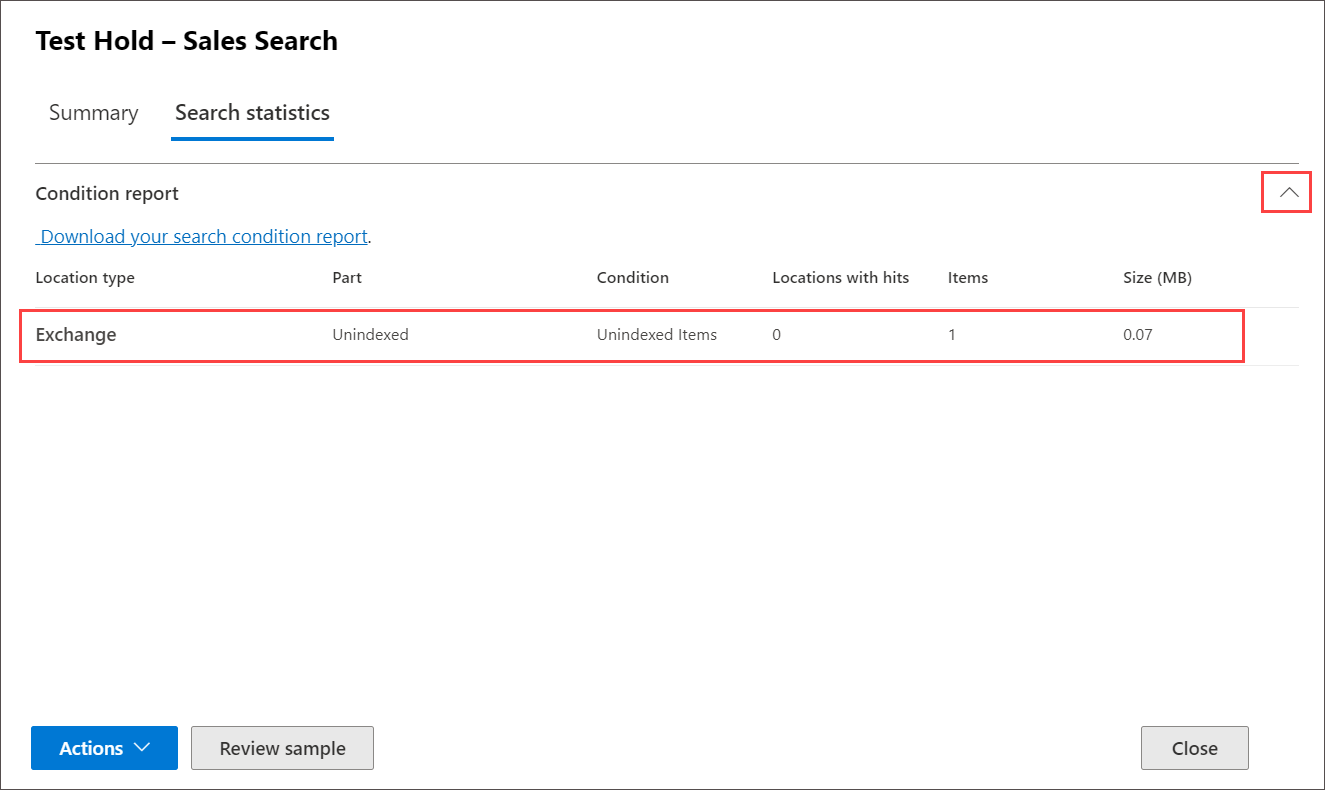 Test Hold – Sales Search
Summary Search statistics
Condition report
Download your search condition report.
Location type Part Condition Locations with hits Items Size (MB)
Exchange Unindexed Unindexed Items 0 1 0.07
Actions Review sample Close